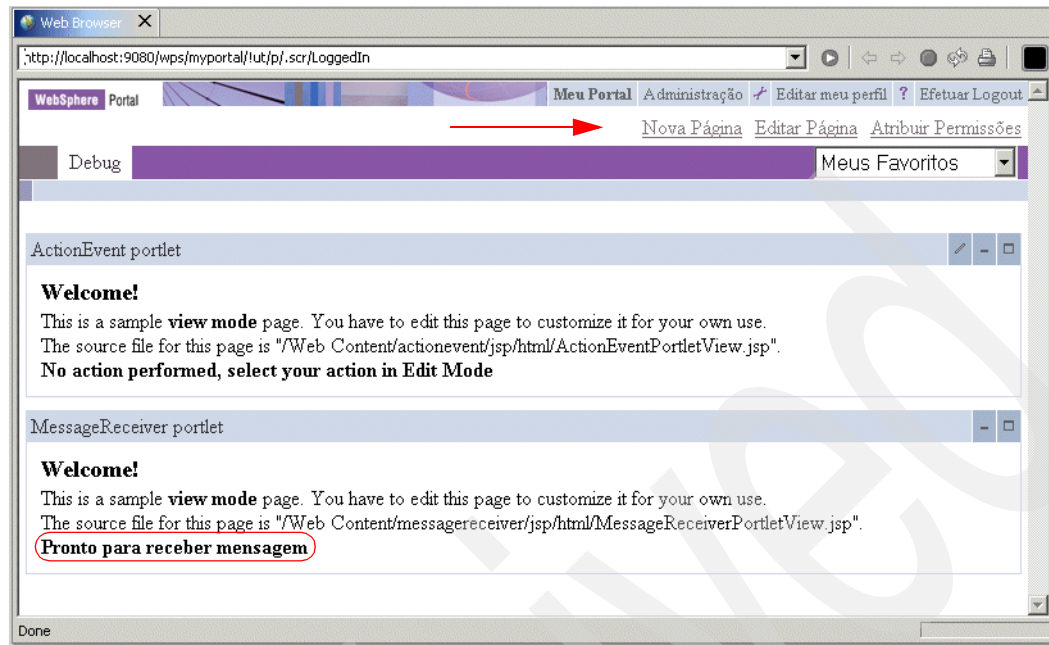 Web Browser
http://localhost:9080/wps/myportal/!ut/p/.scr/LoggedIn
WebSphere Portal
Meu Portal Administração Editar meu perfil ? Efetuar Logout
Nova Página Editar Página Atribuir Permissões
Debug
Meus Favoritos
ActionEvent portlet
Welcome!
This is a sample view mode page. You have to edit this page to customize it for your own use.
The source file for this page is "/Web Content/actionevent/jsp/html/ActionEventPortletView.jsp".
No action performed, select your action in Edit Mode
MessageReceiver portlet
Welcome!
This is a sample view mode page. You have to edit this page to customize it for your own use.
The source file for this page is "/Web Content/messagereceiver/jsp/html/MessageReceiverPortletView.jsp".
Pronto para receber mensagem
Done